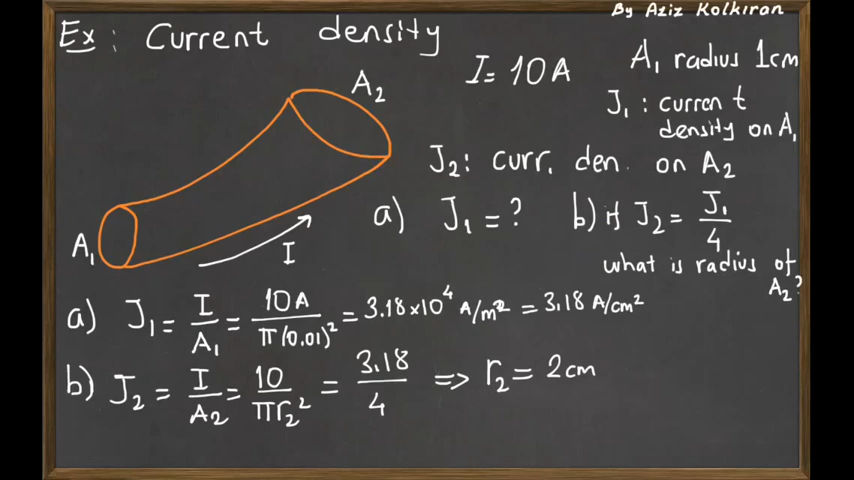 By Aziz Kolkiran
Ex: Current density
I = 10A
A₁ radius 1cm
J₁ : current
density on A₁
A₂
J₂: curr. den. on A₂
a) J₁ = ? b) if J₂ = J₁/4
what is radius of
A₂?
A₁
I
a) J₁ = I/A₁ = 10A/π(0.01)² = 3.18×10⁴ A/m² = 3.18 A/cm²
b) J₂ = I/A₂ = 10/πr₂² = 3.18/4 => r₂ = 2cm